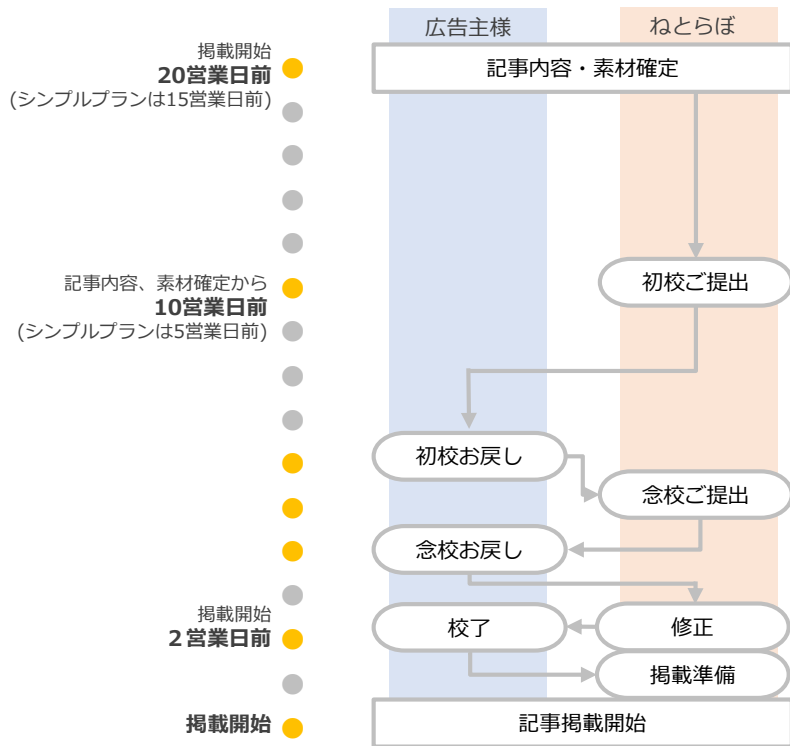 広告主様
ねとらぼ
掲載開始
20営業日前
(シンプルプランは15営業日前)
記事内容・素材確定
記事内容、素材確定から
10営業日前
(シンプルプランは5営業日前)
初校ご提出
初校お戻し
念校ご提出
念校お戻し
掲載開始
2営業日前
校了
修正
掲載準備
掲載開始
記事掲載開始